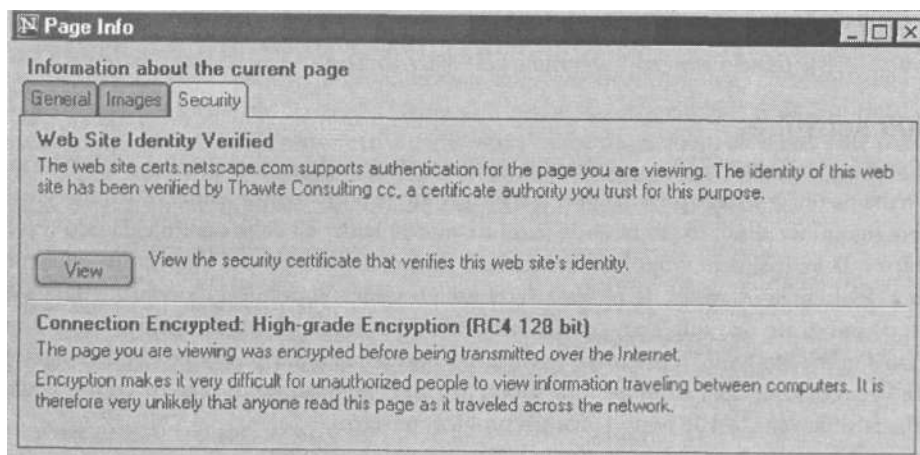 N Page Info
Information about the current page
General Images Security
Web Site Identity Verified
The web site certs.netscape.com supports authentication for the page you are viewing. The identity of this web
site has been verified by Thawte Consulting cc, a certificate authority you trust for this purpose.
View View the security certificate that verifies this web site's identity.
Connection Encrypted: High-grade Encryption (RC4 128 bit)
The page you are viewing was encrypted before being transmitted over the Internet.
Encryption makes it very difficult for unauthorized people to view information traveling between computers. It is
therefore very unlikely that anyone read this page as it traveled across the network.